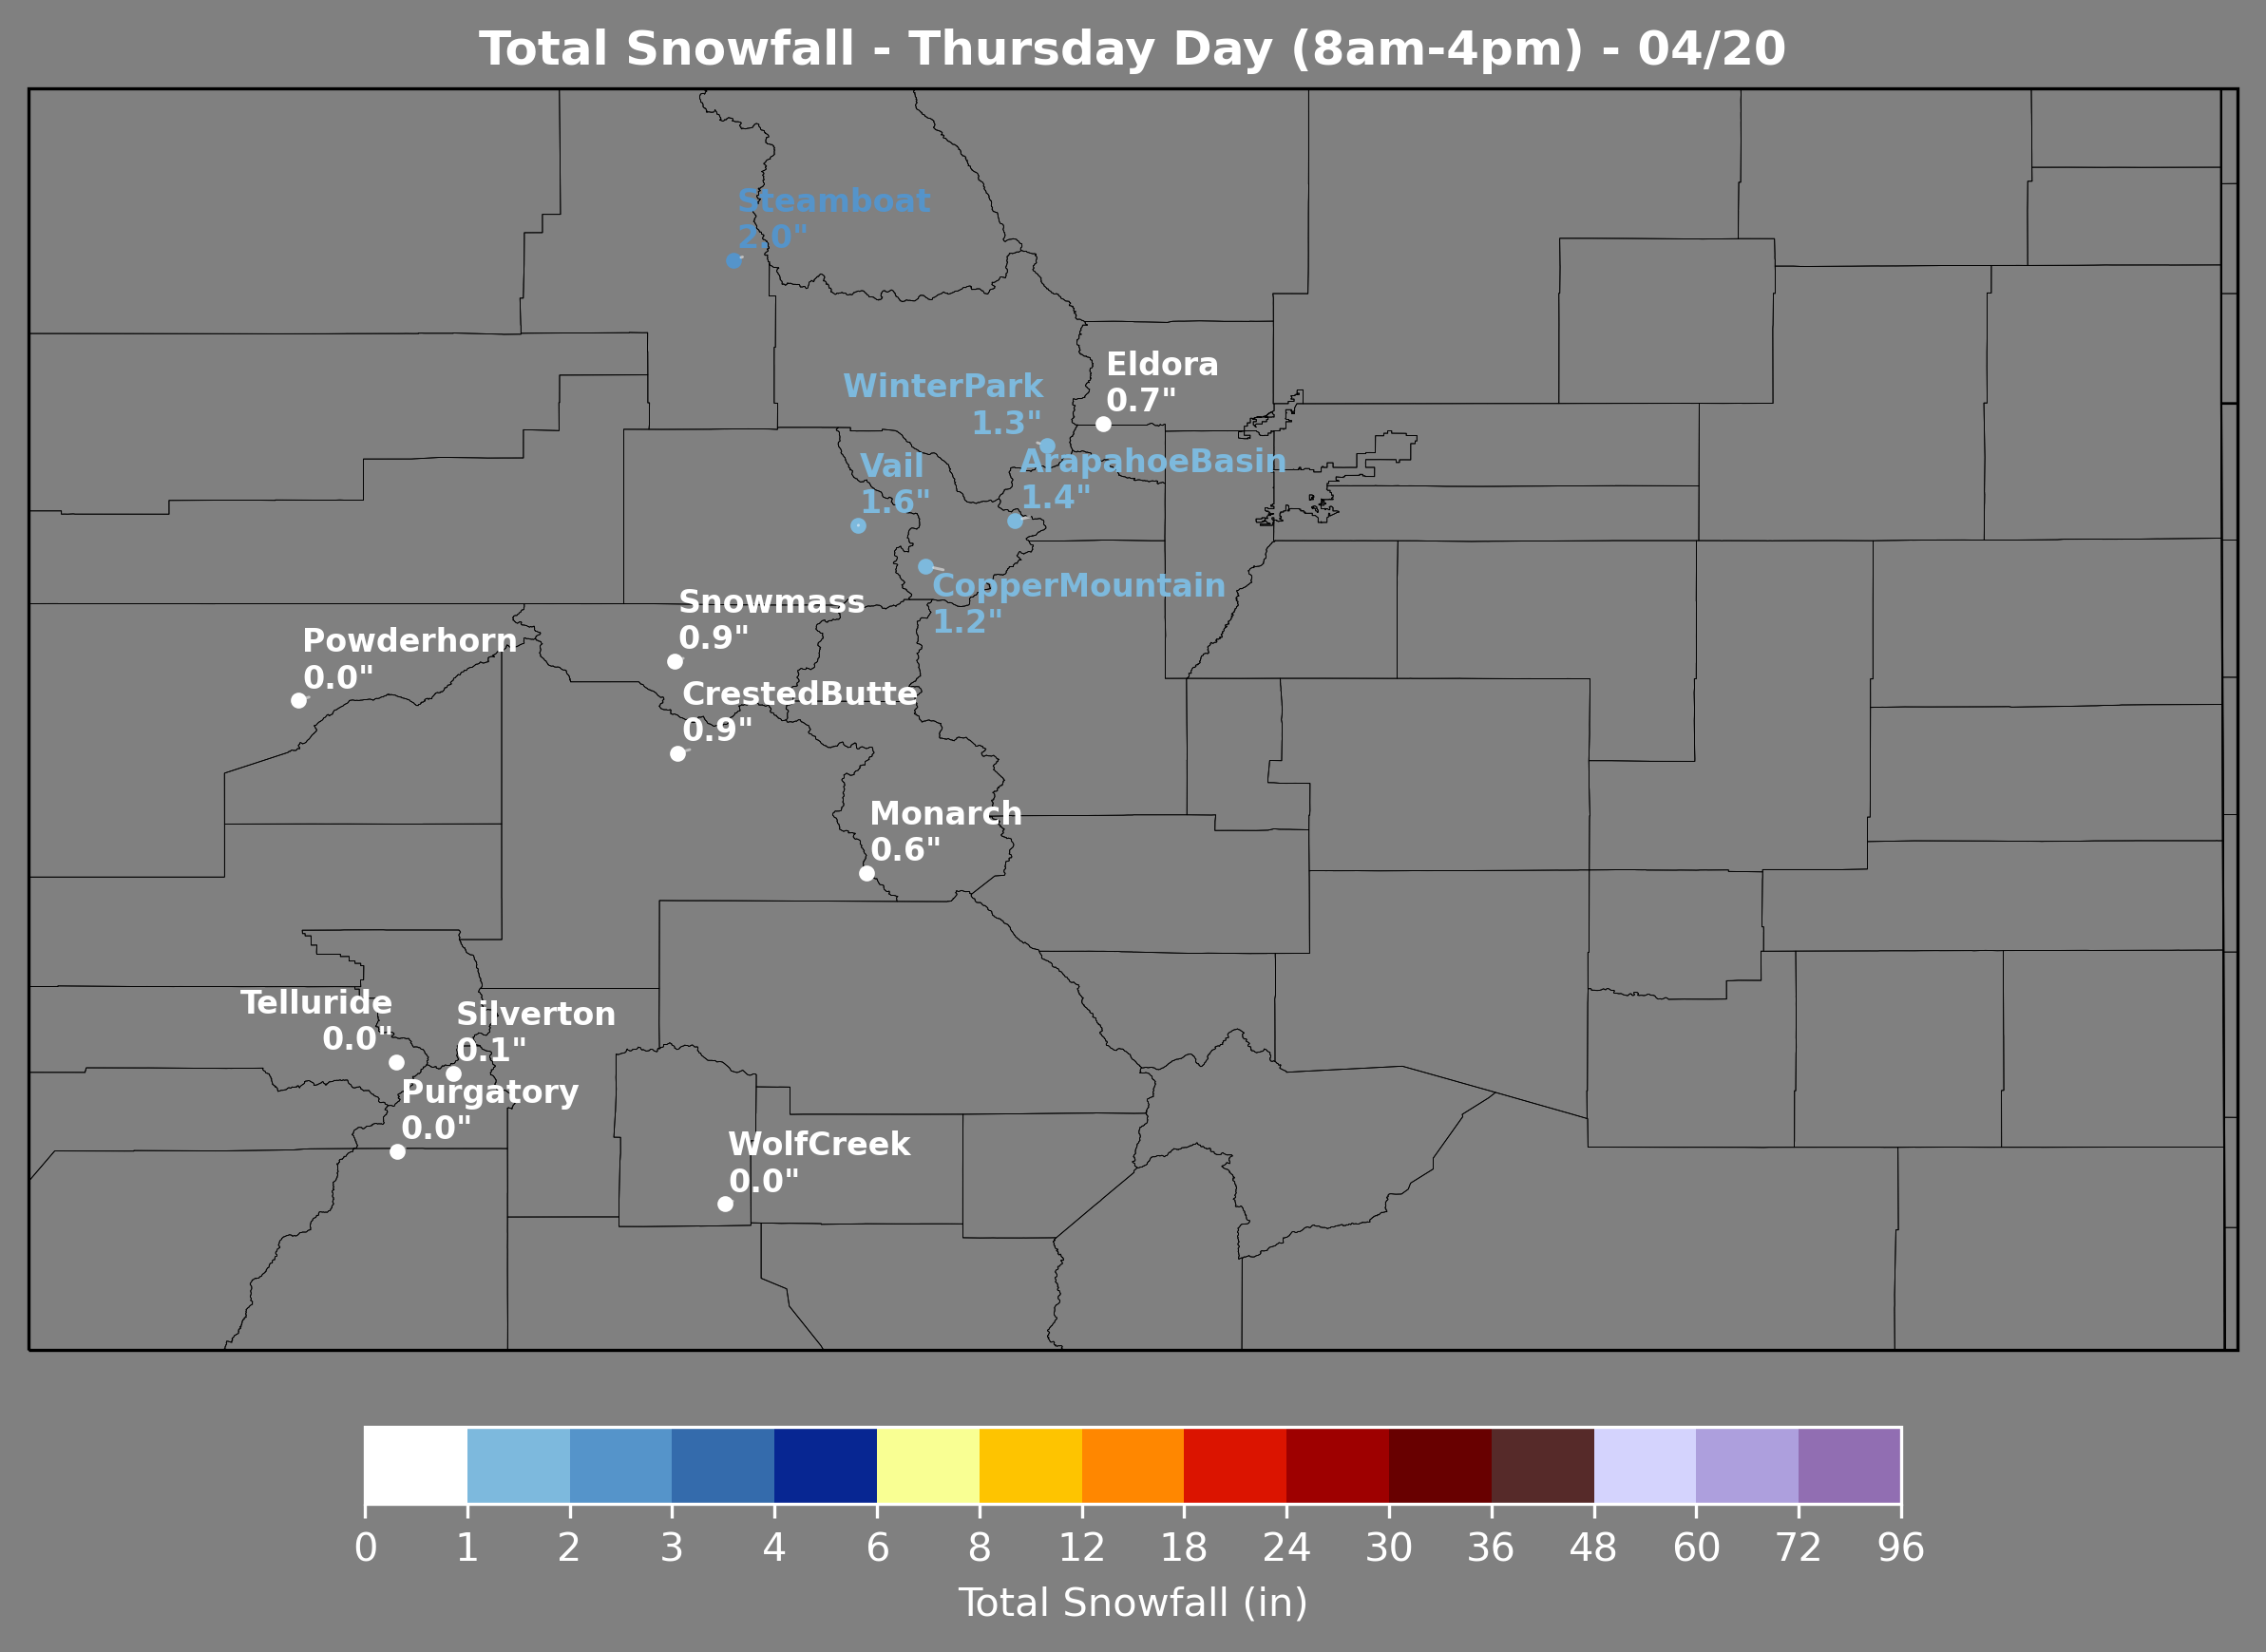 Total Snowfall - Thursday Day (8am-4pm) - 04/20
Steamboat
2.0"
Eldora
0.7"
WinterPark
1.3"
Vail
1.6"
ArapahoeBasin
1.4"
CopperMountain
1.2"
Snowmass
0.9"
Powderhorn
0.0"
CrestedButte
0.9"
Monarch
0.6"
Telluride
0.0"
Silverton
0.1"
Purgatory
0.0"
WolfCreek
0.0"
0 1 2 3 4 6 8 12 18 24 30 36 48 60 72 96
Total Snowfall (in)